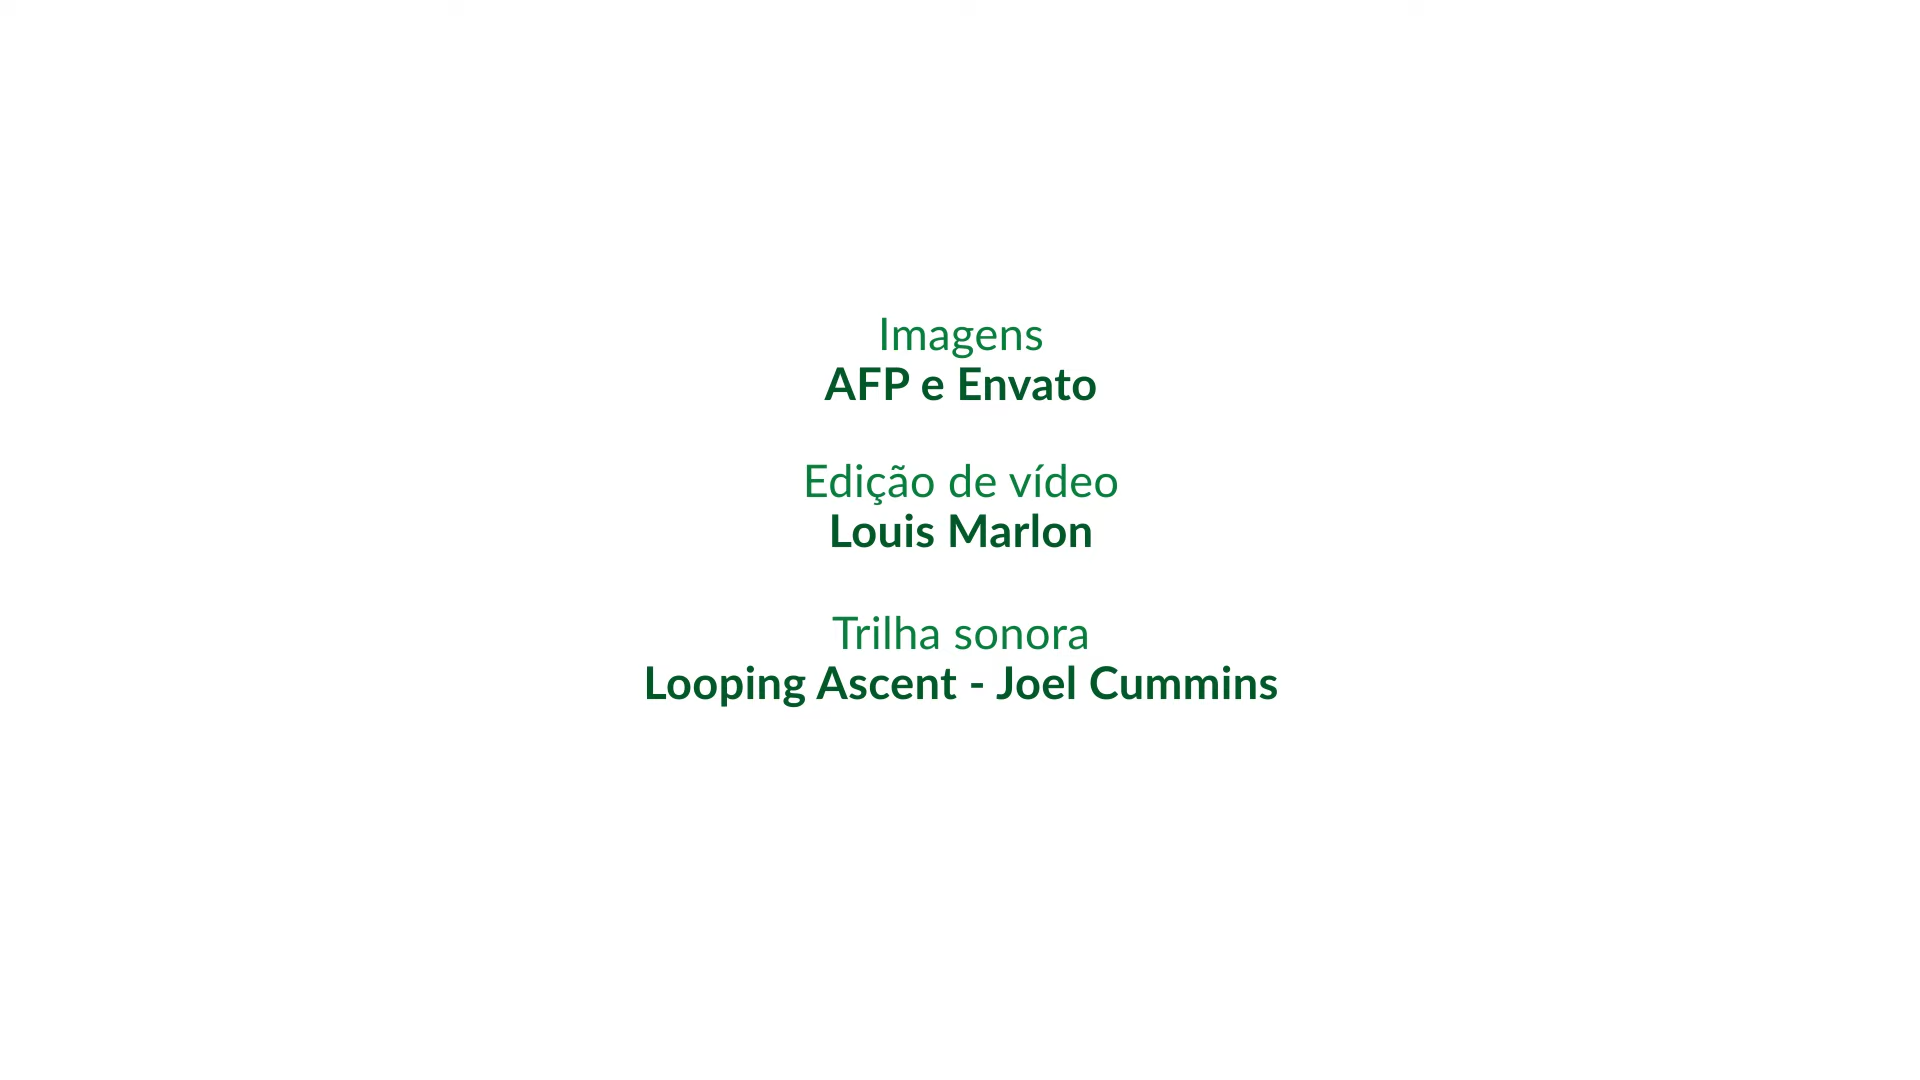 Imagens
AFP e Envato
Edição de vídeo
Louis Marlon
Trilha sonora
Looping Ascent - Joel Cummins